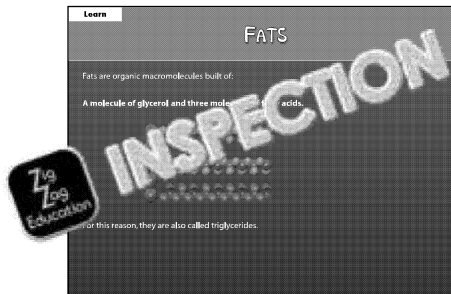 Learn
FATS
Fats are organic macromolecules built of:
A molecule of glycerol and three acids.
INSPECTION
Zig
Zag
Education
For this reason, they are also called triglycerides.